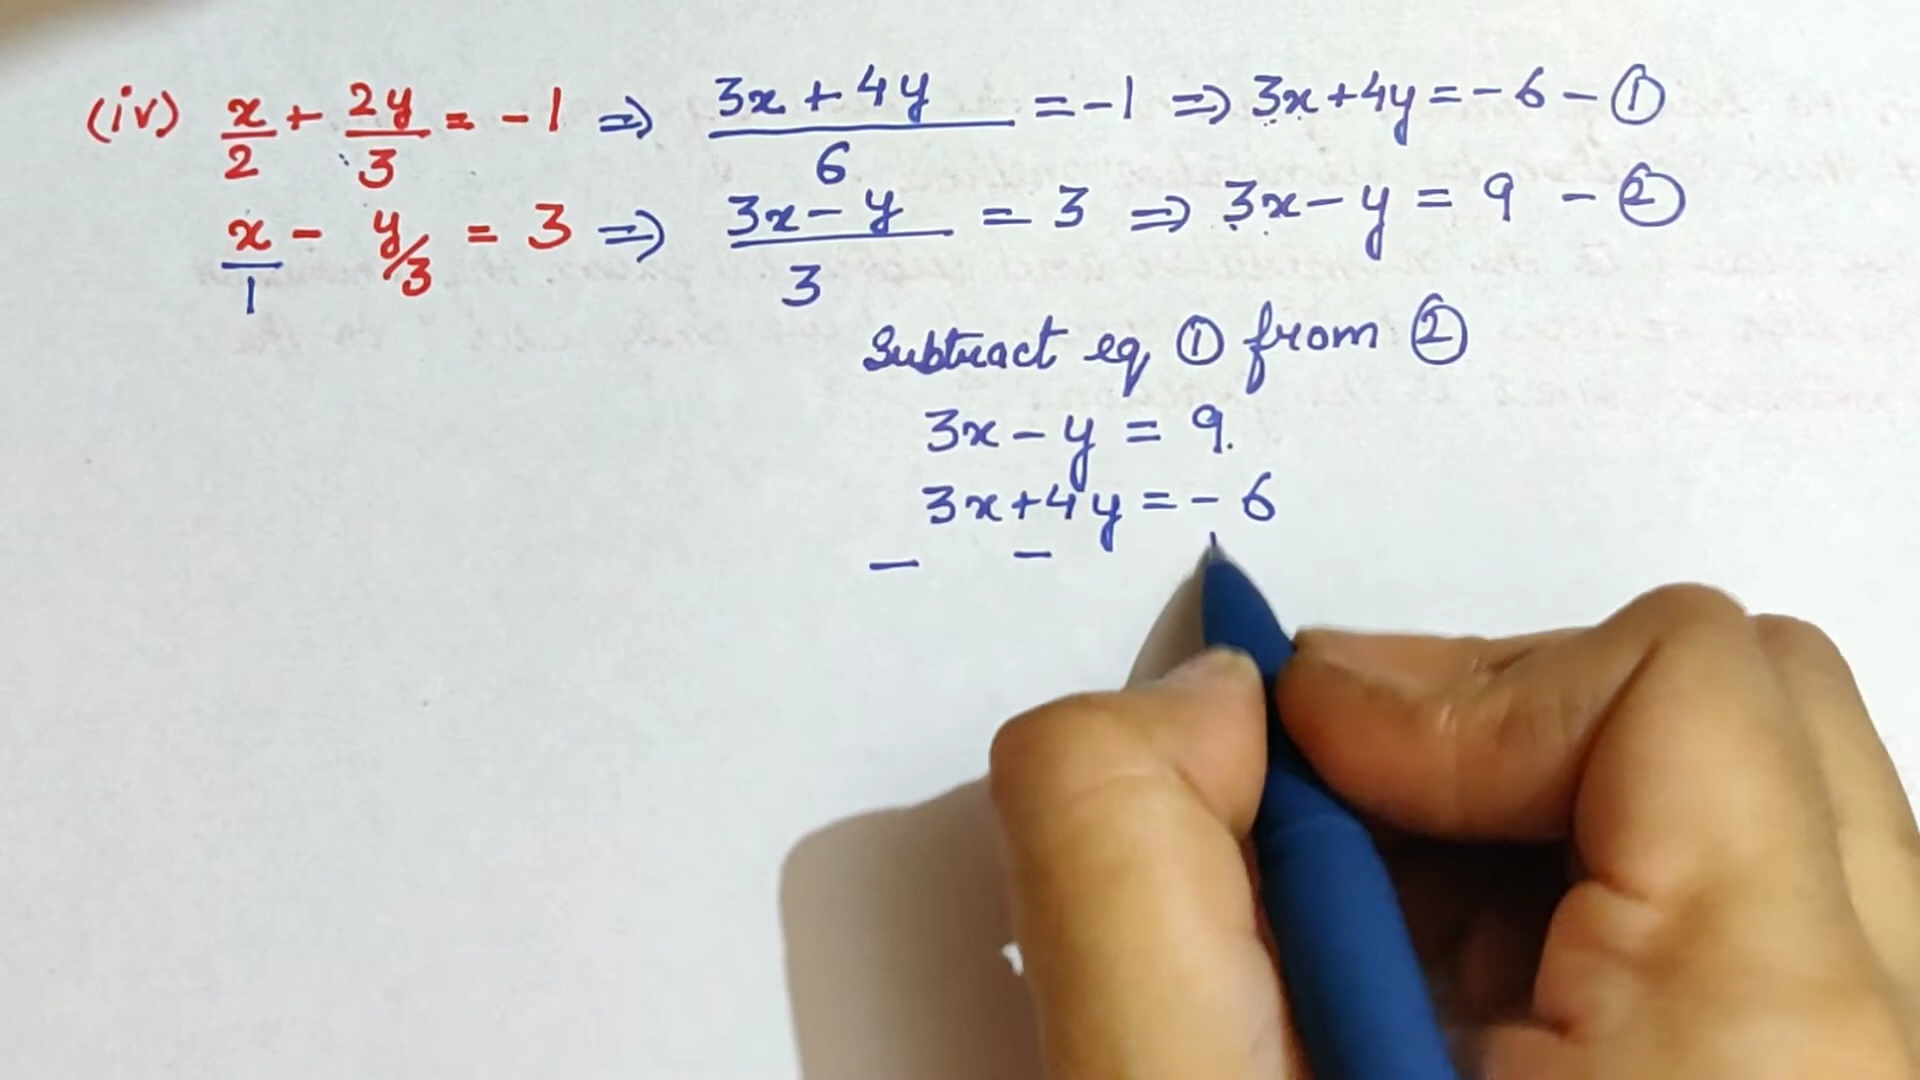 (iv) x/2 + 2y/3 = -1 ⇒ (3x + 4y)/6 = -1 ⇒ 3x+4y = -6 - ①
x/1 - y/3 = 3 ⇒ (3x - y)/3 = 3 ⇒ 3x - y = 9 - ②
Subtract eq ① from ②
3x - y = 9.
3x + 4y = - 6
— —